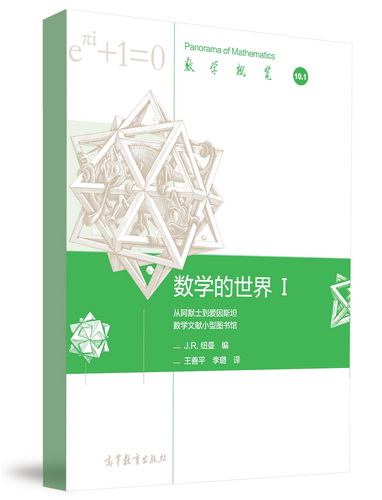 e^πi+1=0
Panorama of Mathematics
数学概览
10.1
数学的世界 I
从阿默士到爱因斯坦
数学文献小型图书馆
J.R. 纽曼 编
王善平 李璐 译
高等教育出版社